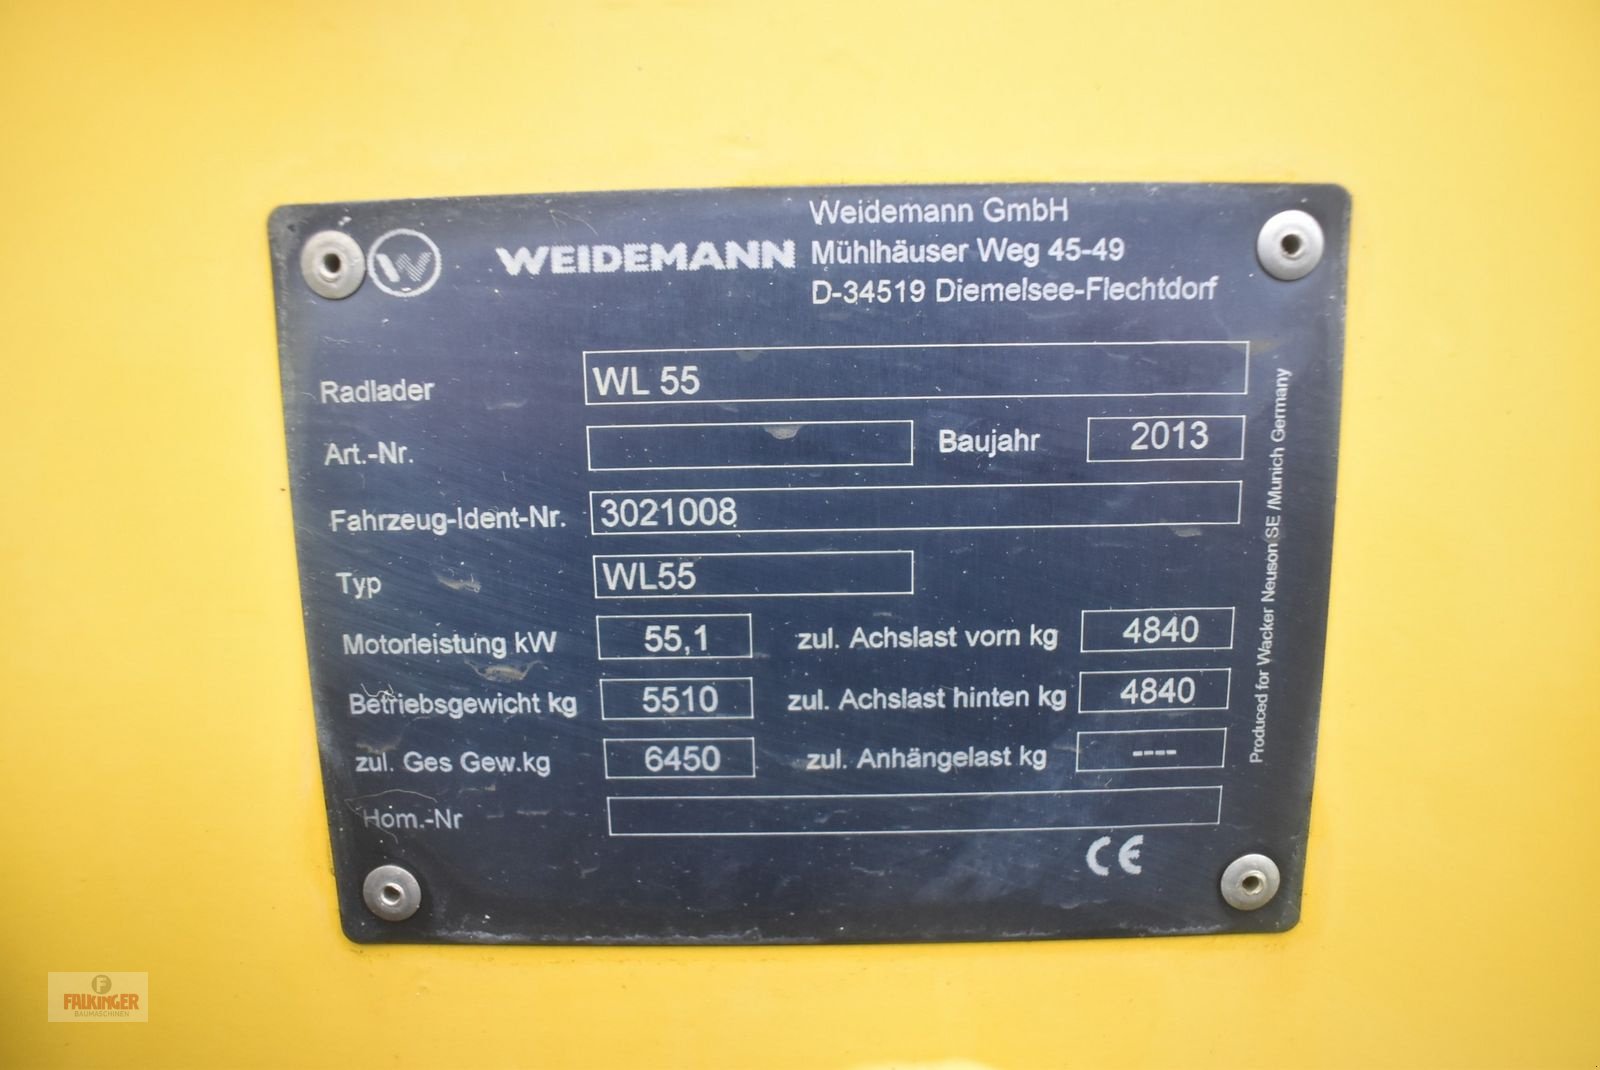 W WEIDEMANN
Weidemann GmbH
Mühlhäuser Weg 45-49
D-34519 Diemelsee-Flechtdorf
Radlader WL 55
Art.-Nr. Baujahr 2013
Fahrzeug-Ident-Nr. 3021008
Typ WL55
Motorleistung kW 55,1 zul. Achslast vorn kg 4840
Betriebsgewicht kg 5510 zul. Achslast hinten kg 4840
zul. Ges Gew.kg 6450 zul. Anhängelast kg ----
Hom.-Nr
CE
Produced for Wacker Neuson SE /Munich Germany
F
FALKINGER
BAUMASCHINEN